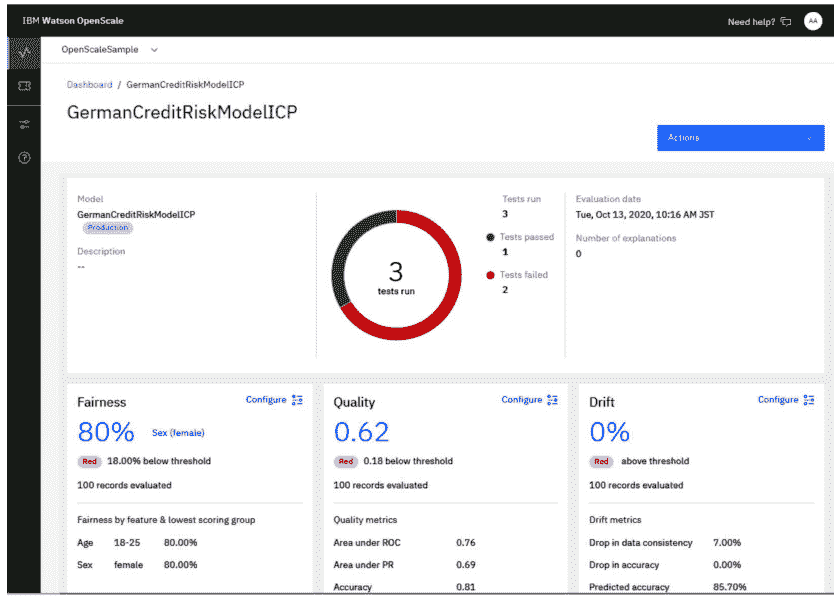 IBM Watson OpenScale
Need help?
AA
OpenScaleSample
Dashboard / GermanCreditRiskModelICP
GermanCreditRiskModelICP
Actions
Model
GermanCreditRiskModelICP
Production
Description
--
3
tests run
Tests run
3
Tests passed
1
Tests failed
2
Evaluation date
Tue, Oct 13, 2020, 10:16 AM JST
Number of explanations
0
Fairness
Configure
80% Sex (female)
Red 18.00% below threshold
100 records evaluated
Fairness by feature & lowest scoring group
Age 18-25 80.00%
Sex female 80.00%
Quality
Configure
0.62
Red 0.18 below threshold
100 records evaluated
Quality metrics
Area under ROC 0.76
Area under PR 0.69
Accuracy 0.81
Drift
Configure
0%
Red above threshold
100 records evaluated
Drift metrics
Drop in data consistency 7.00%
Drop in accuracy 0.00%
Predicted accuracy 85.70%